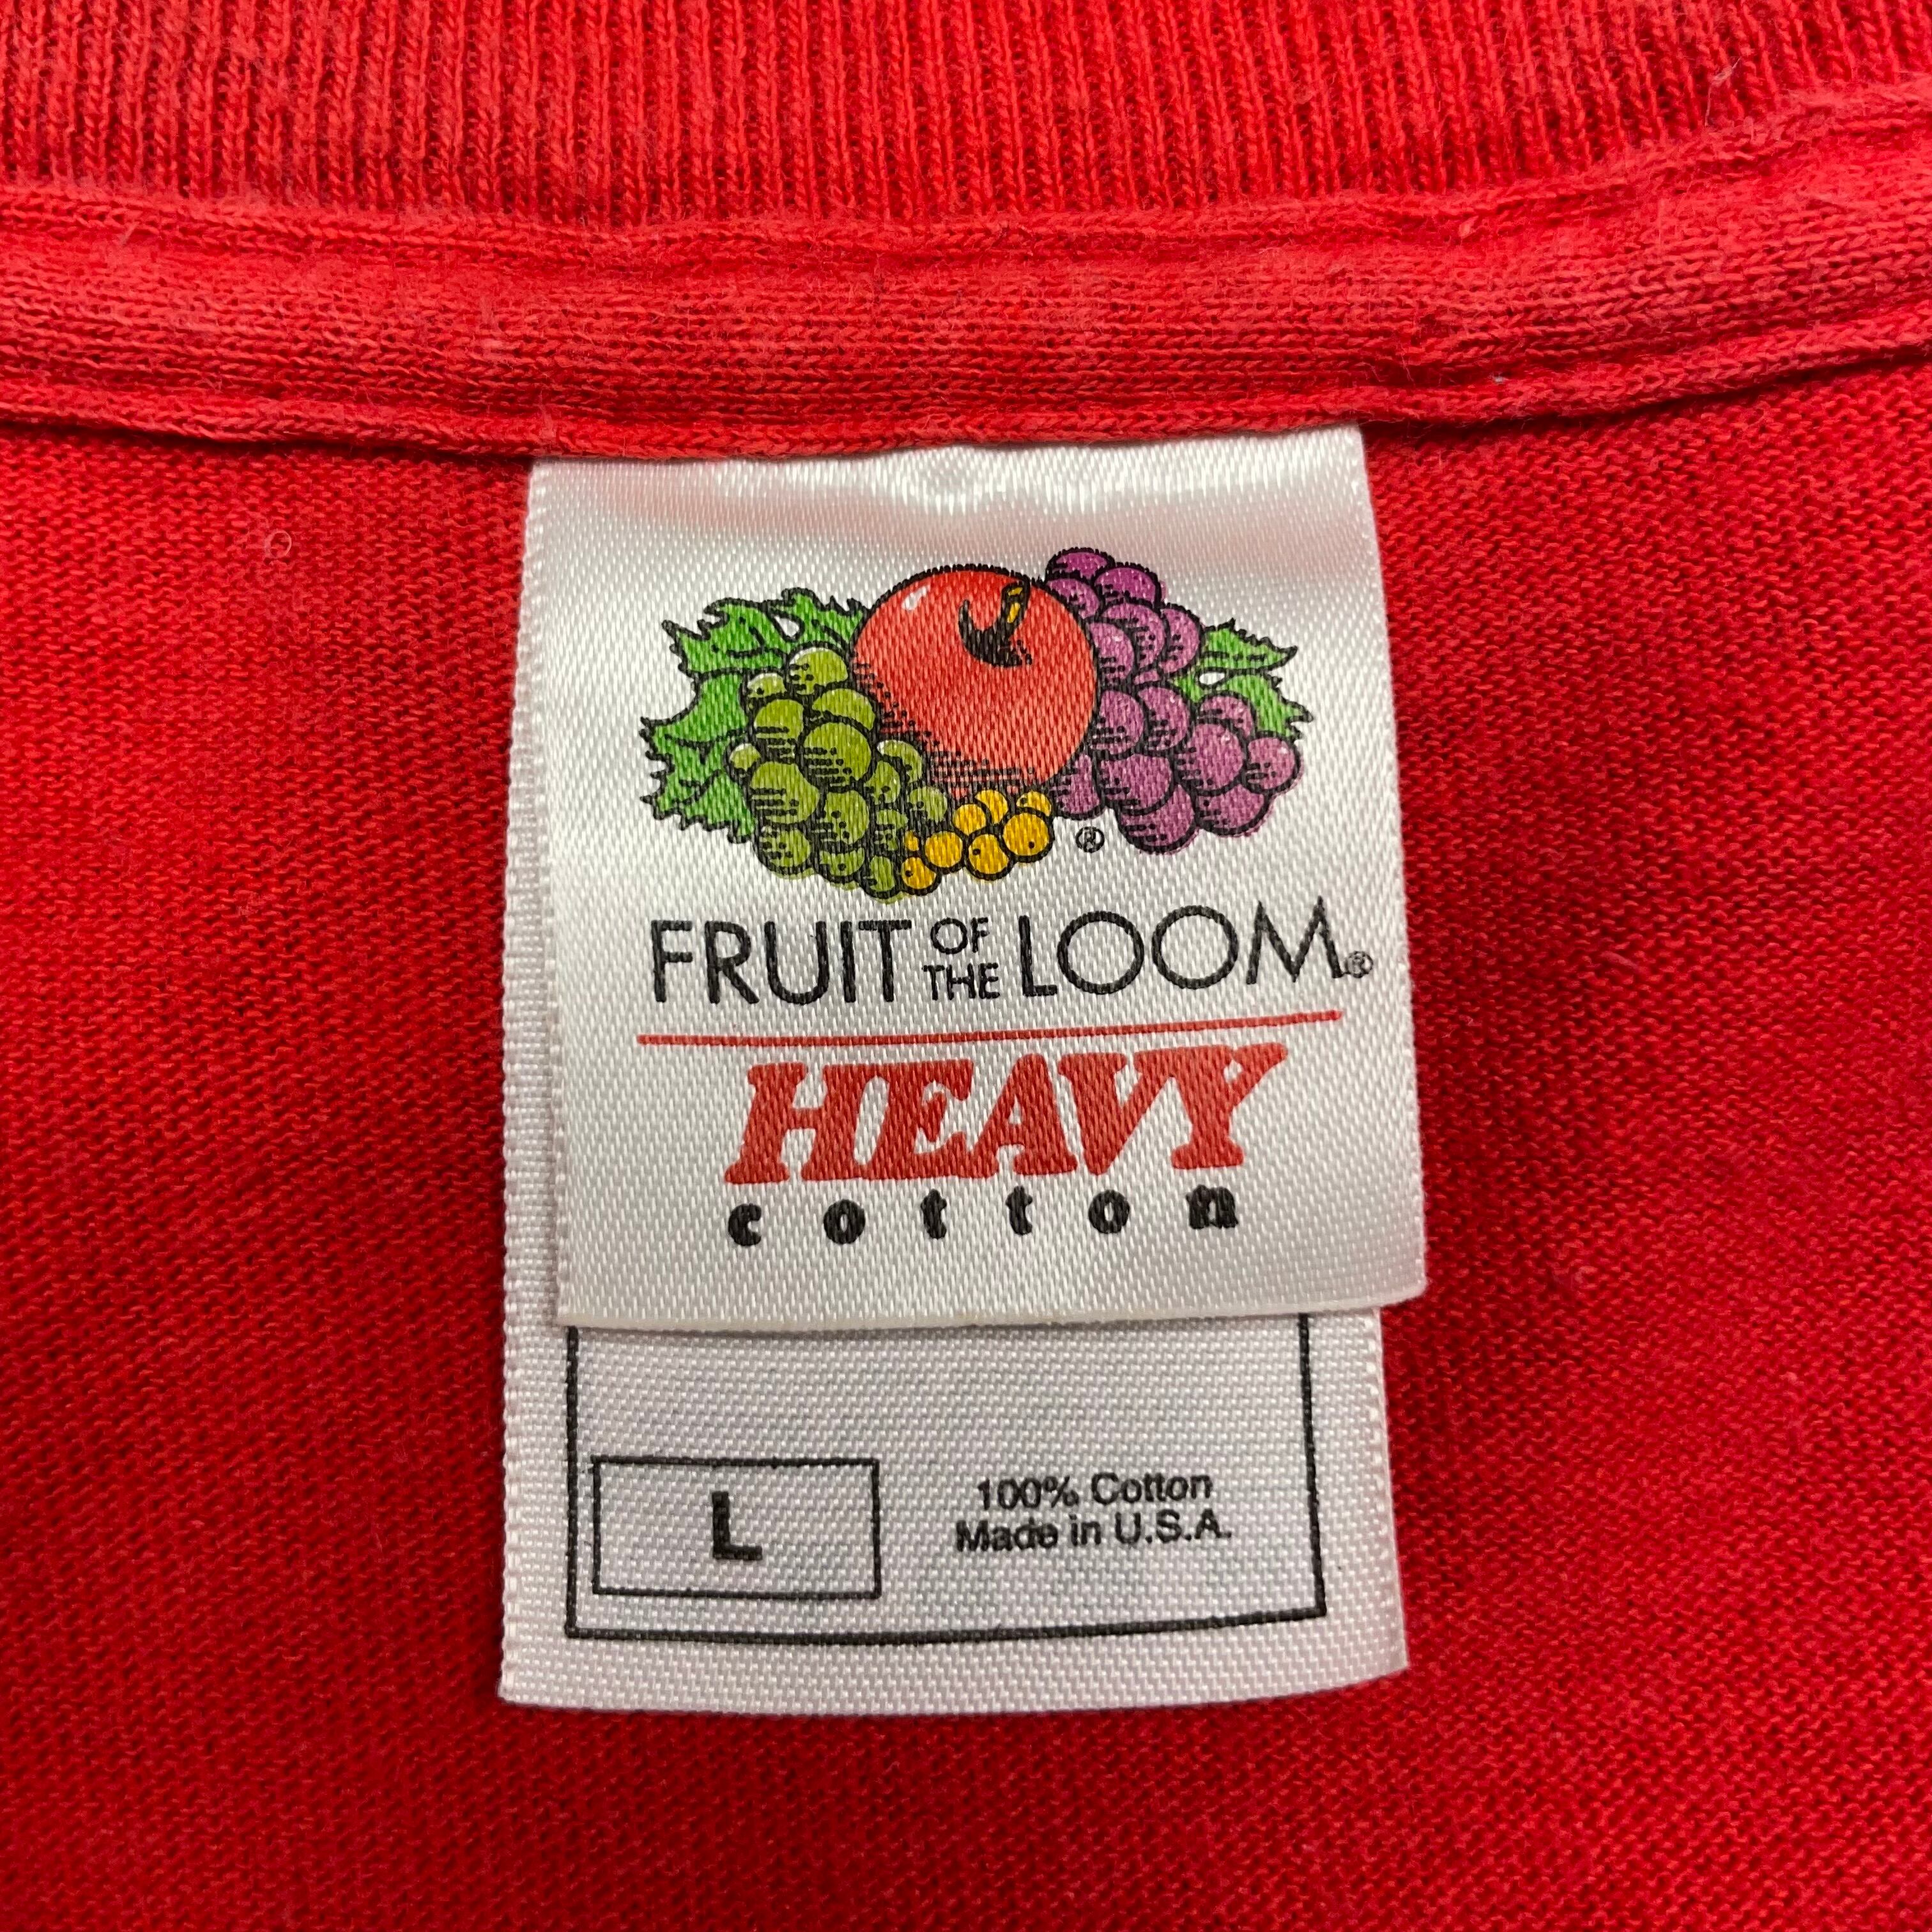 ®
FRUIT OF THE LOOM®
HEAVY
cotton
L
100% Cotton
Made in U.S.A.